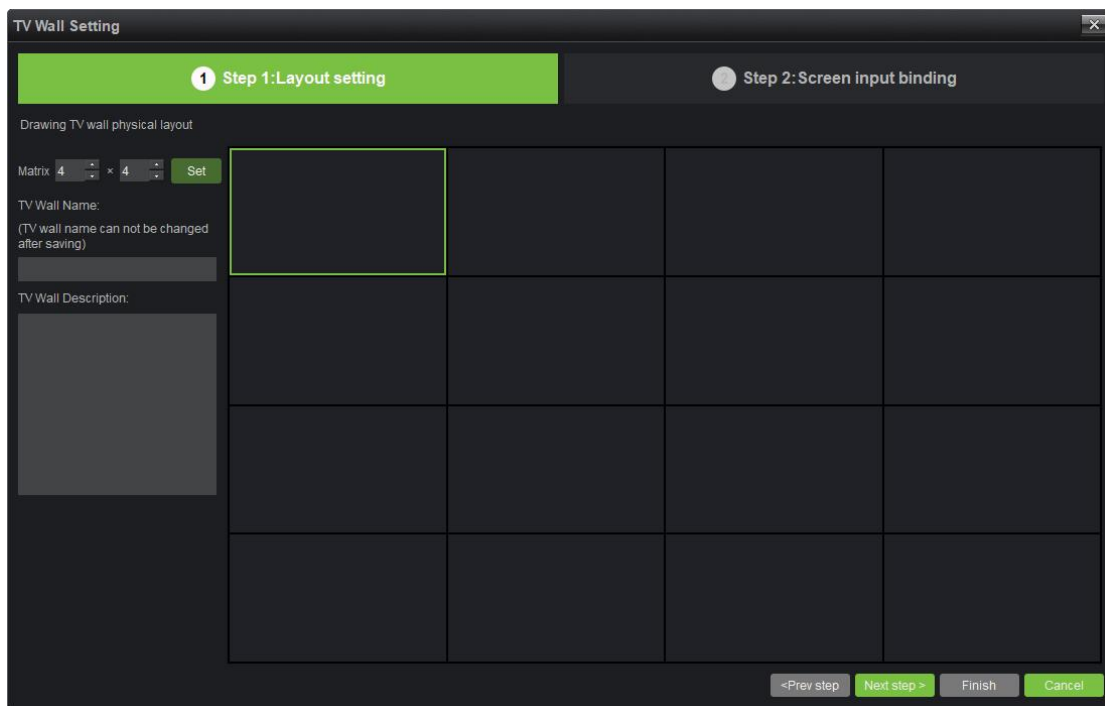 TV Wall Setting
1 Step 1:Layout setting
2 Step 2:Screen input binding
Drawing TV wall physical layout
Matrix 4 × 4 Set
TV Wall Name:
(TV wall name can not be changed
after saving)
TV Wall Description:
<Prev step Next step > Finish Cancel